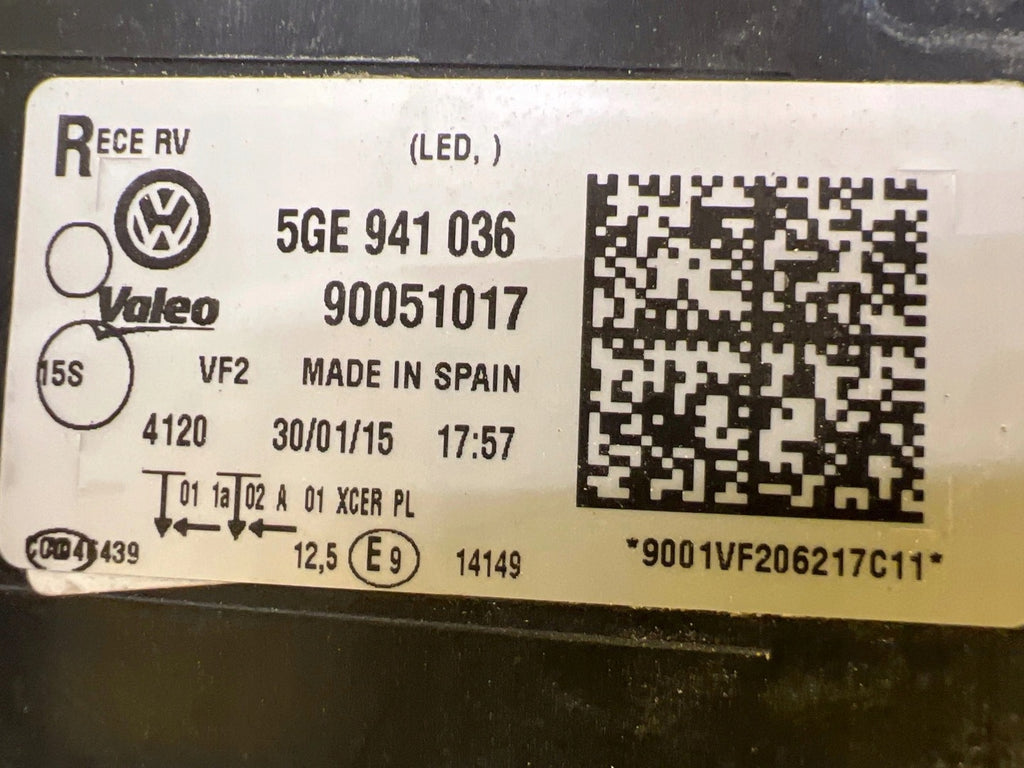 R ECE RV (LED, )
5GE 941 036
Valeo 90051017
15S VF2 MADE IN SPAIN
4120 30/01/15 17:57
01 1a 02 A 01 XCER PL
439 12,5 E9 14149
*9001VF206217C11*